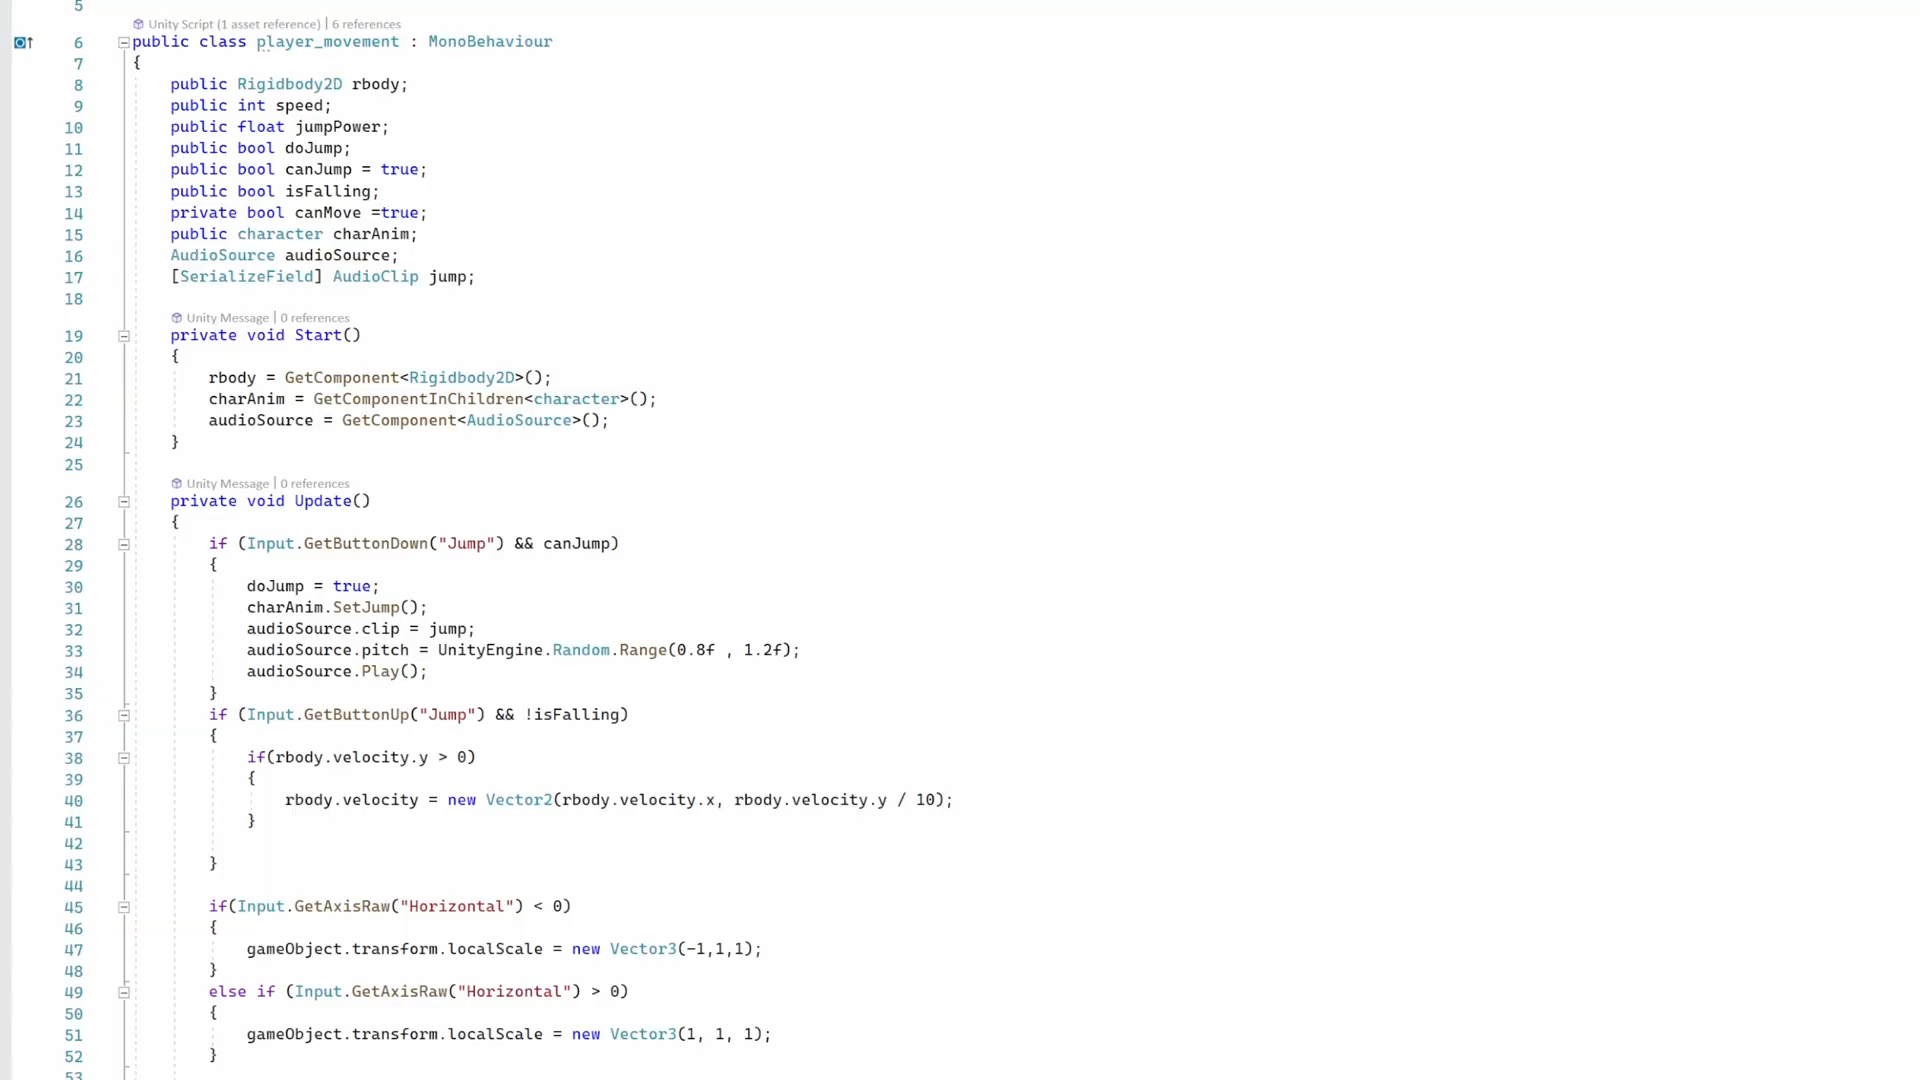 5
Unity Script (1 asset reference) | 6 references
6 public class player_movement : MonoBehaviour
7 {
8 public Rigidbody2D rbody;
9 public int speed;
10 public float jumpPower;
11 public bool doJump;
12 public bool canJump = true;
13 public bool isFalling;
14 private bool canMove =true;
15 public character charAnim;
16 AudioSource audioSource;
17 [SerializeField] AudioClip jump;
18
Unity Message | 0 references
19 private void Start()
20 {
21 rbody = GetComponent<Rigidbody2D>();
22 charAnim = GetComponentInChildren<character>();
23 audioSource = GetComponent<AudioSource>();
24 }
25
Unity Message | 0 references
26 private void Update()
27 {
28 if (Input.GetButtonDown("Jump") && canJump)
29 {
30 doJump = true;
31 charAnim.SetJump();
32 audioSource.clip = jump;
33 audioSource.pitch = UnityEngine.Random.Range(0.8f , 1.2f);
34 audioSource.Play();
35 }
36 if (Input.GetButtonUp("Jump") && !isFalling)
37 {
38 if(rbody.velocity.y > 0)
39 {
40 rbody.velocity = new Vector2(rbody.velocity.x, rbody.velocity.y / 10);
41 }
42
43 }
44
45 if(Input.GetAxisRaw("Horizontal") < 0)
46 {
47 gameObject.transform.localScale = new Vector3(-1,1,1);
48 }
49 else if (Input.GetAxisRaw("Horizontal") > 0)
50 {
51 gameObject.transform.localScale = new Vector3(1, 1, 1);
52 }
53